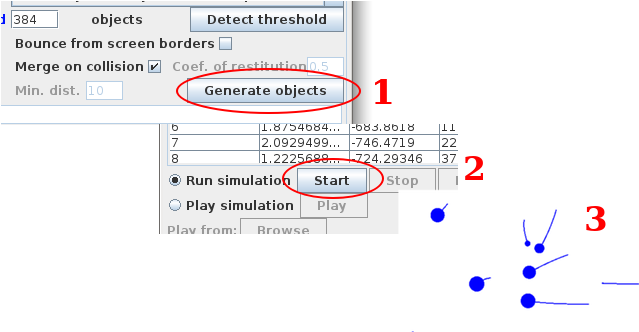 384 objects Detect threshold
Bounce from screen borders
Merge on collision Coef. of restitution 0.5
Min. dist. 10 Generate objects 1
6 1.8754684... -683.8618 11
7 2.0929499... -746.4719 22
8 1.2225688... -724.29346 37
Run simulation Start Stop 2
Play simulation Play
Play from: Browse
3